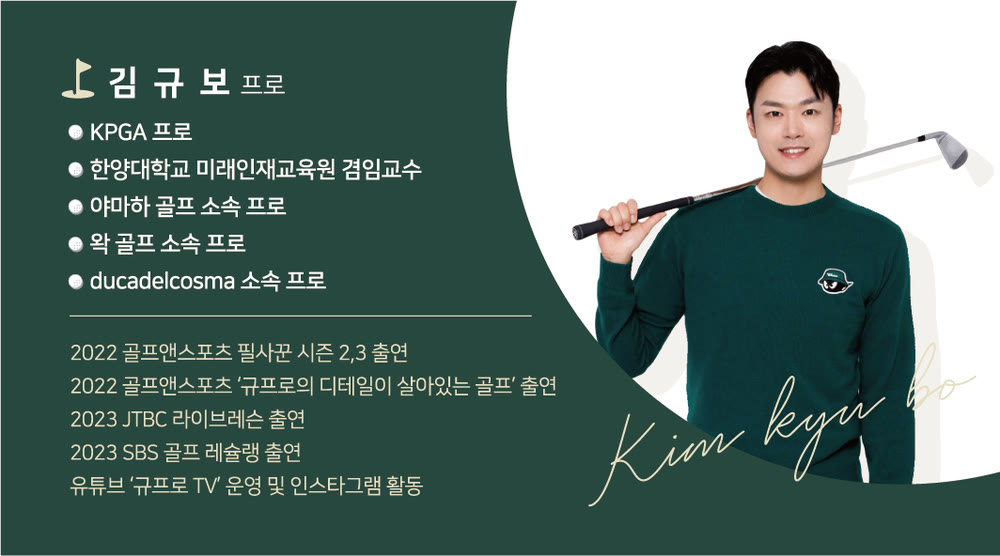 김 규 보 프로
KPGA 프로
한양대학교 미래인재교육원 겸임교수
야마하 골프 소속 프로
왁 골프 소속 프로
ducadelcosma 소속 프로
2022 골프앤스포츠 필사꾼 시즌 2,3 출연
2022 골프앤스포츠 ‘규프로의 디테일이 살아있는 골프’ 출연
2023 JTBC 라이브레슨 출연
2023 SBS 골프 레슐랭 출연
유튜브 ‘규프로 TV’ 운영 및 인스타그램 활동
Kim kyu bo